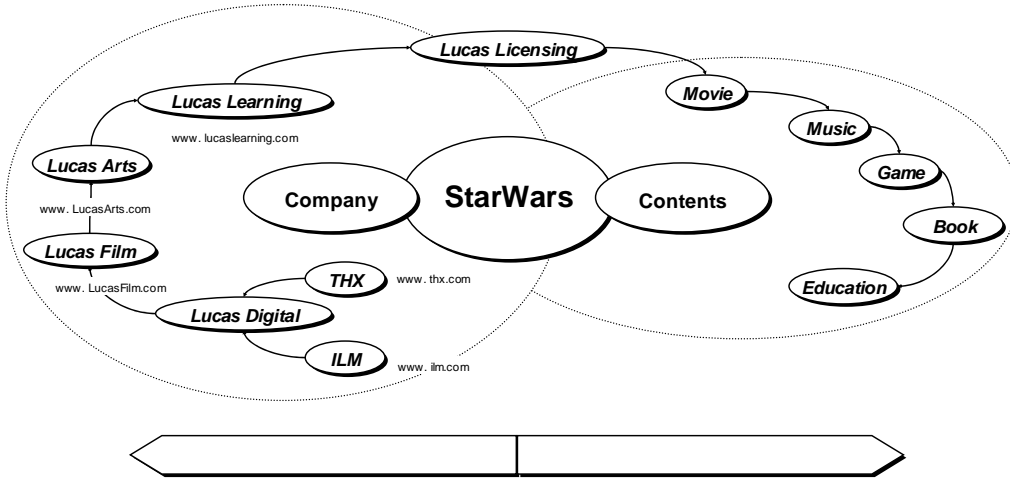 Lucas Licensing
Movie
Lucas Learning
www. lucaslearning.com
Music
Lucas Arts
Game
Company
StarWars
Contents
www. LucasArts.com
Book
Lucas Film
www. LucasFilm.com
THX
www. thx.com
Education
Lucas Digital
ILM
www. ilm.com